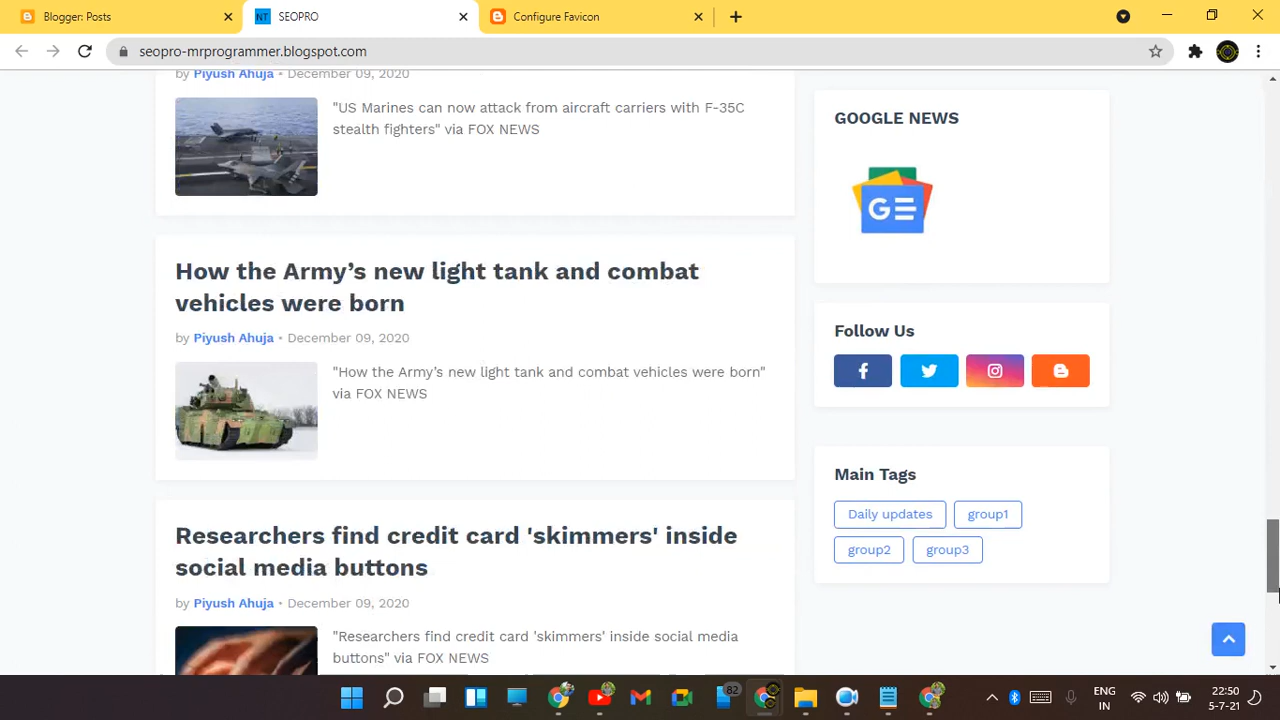 Blogger: Posts
NT SEOPRO
Configure Favicon
seopro-mrprogrammer.blogspot.com
by Piyush Ahuja • December 09, 2020
"US Marines can now attack from aircraft carriers with F-35C
stealth fighters" via FOX NEWS
How the Army’s new light tank and combat
vehicles were born
by Piyush Ahuja • December 09, 2020
"How the Army’s new light tank and combat vehicles were born"
via FOX NEWS
Researchers find credit card 'skimmers' inside
social media buttons
by Piyush Ahuja • December 09, 2020
"Researchers find credit card 'skimmers' inside social media
buttons" via FOX NEWS
GOOGLE NEWS
G
Follow Us
Main Tags
Daily updates group1
group2 group3
82
ENG
IN
22:50
5-7-21